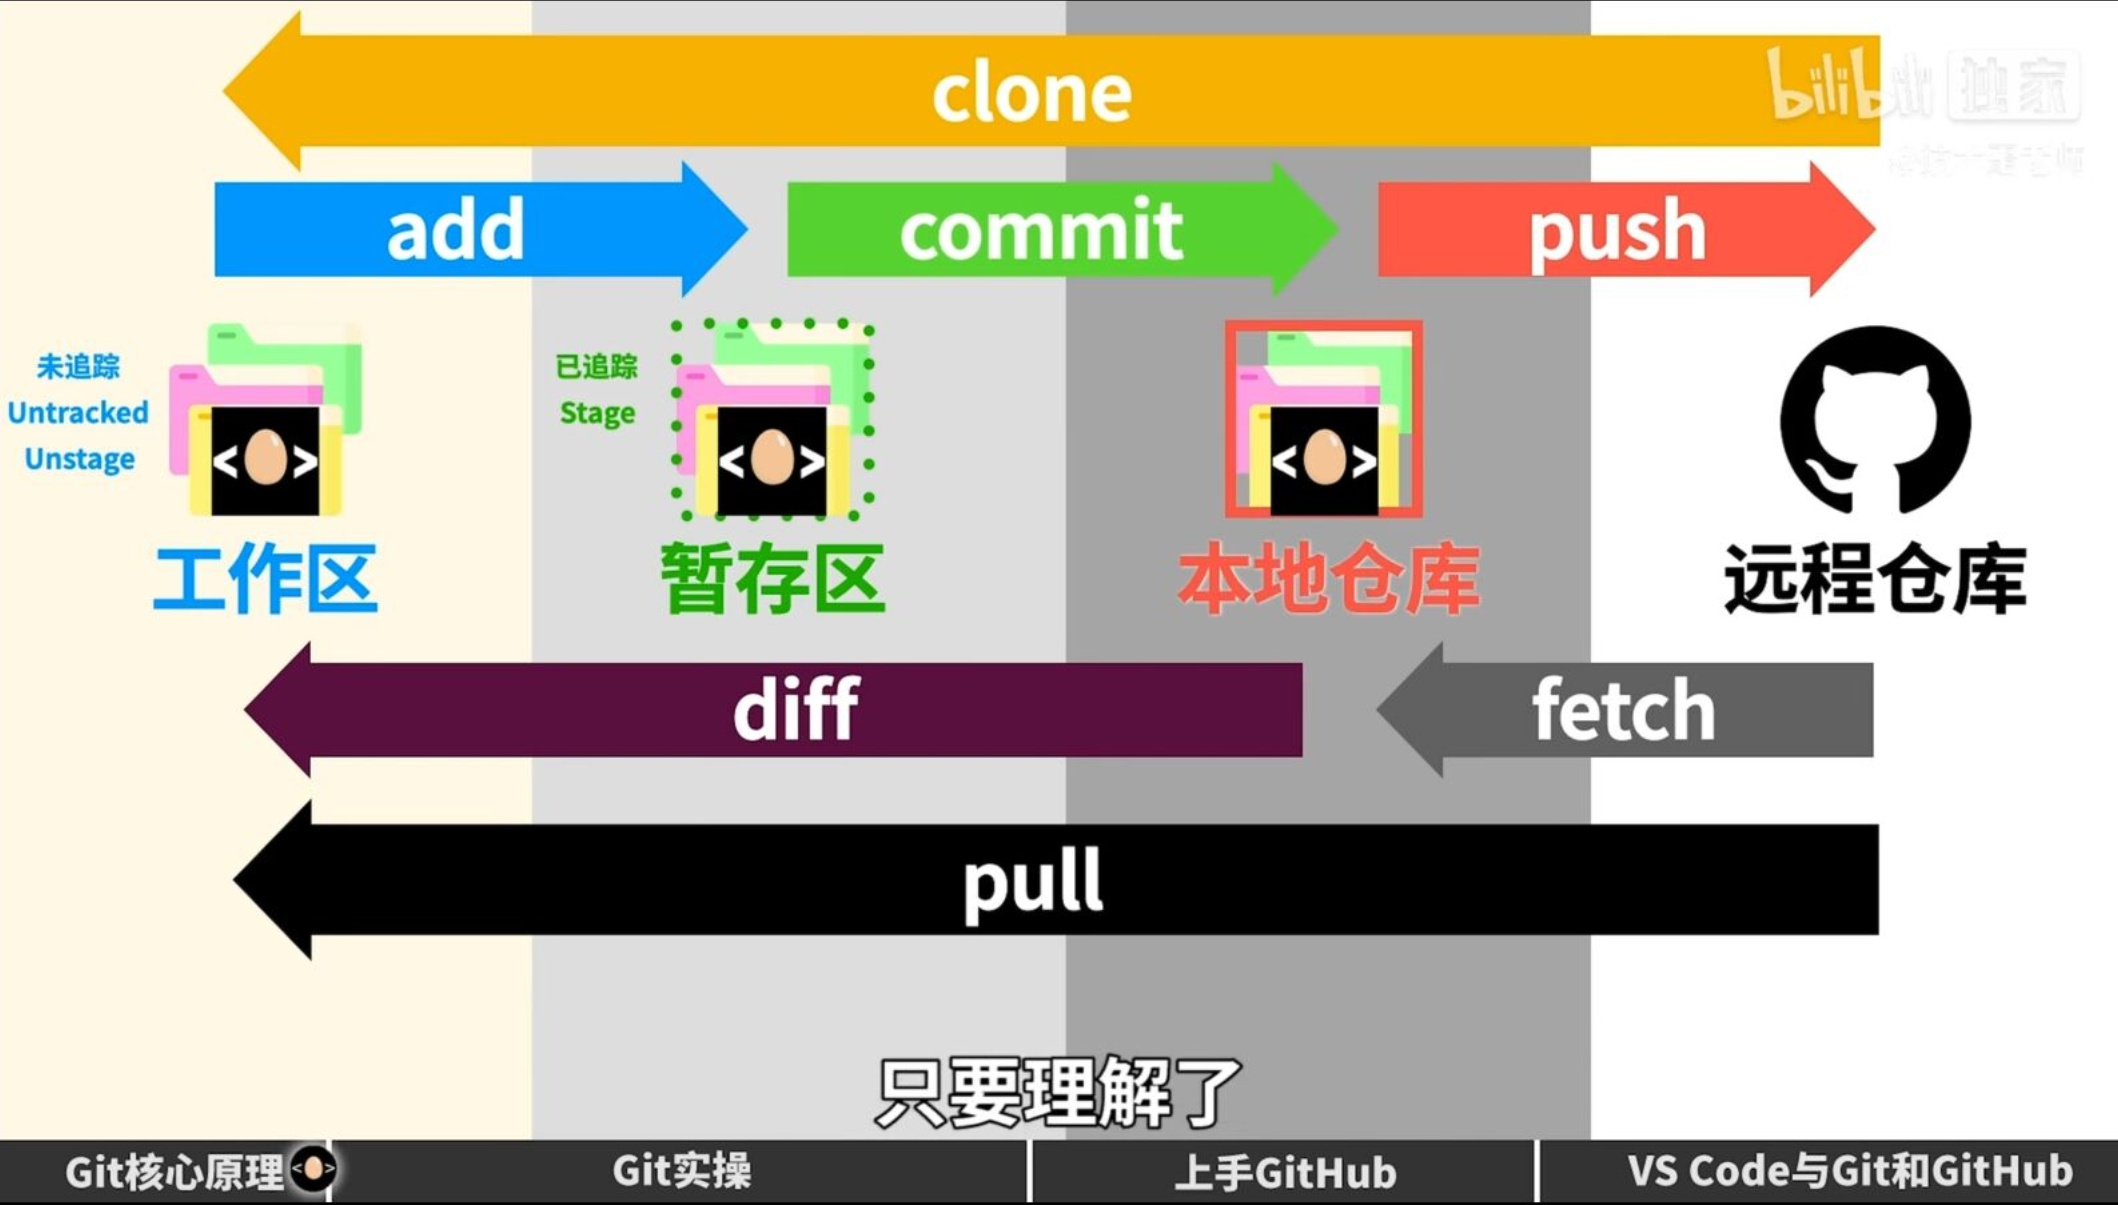 clone
bilibili 独家
add
commit
push
未追踪
Untracked
Unstage
已追踪
Stage
< >
< >
< >
工作区
暂存区
本地仓库
远程仓库
diff
fetch
pull
只要理解了
Git核心原理
< >
Git实操
上手GitHub
VS Code与Git和GitHub